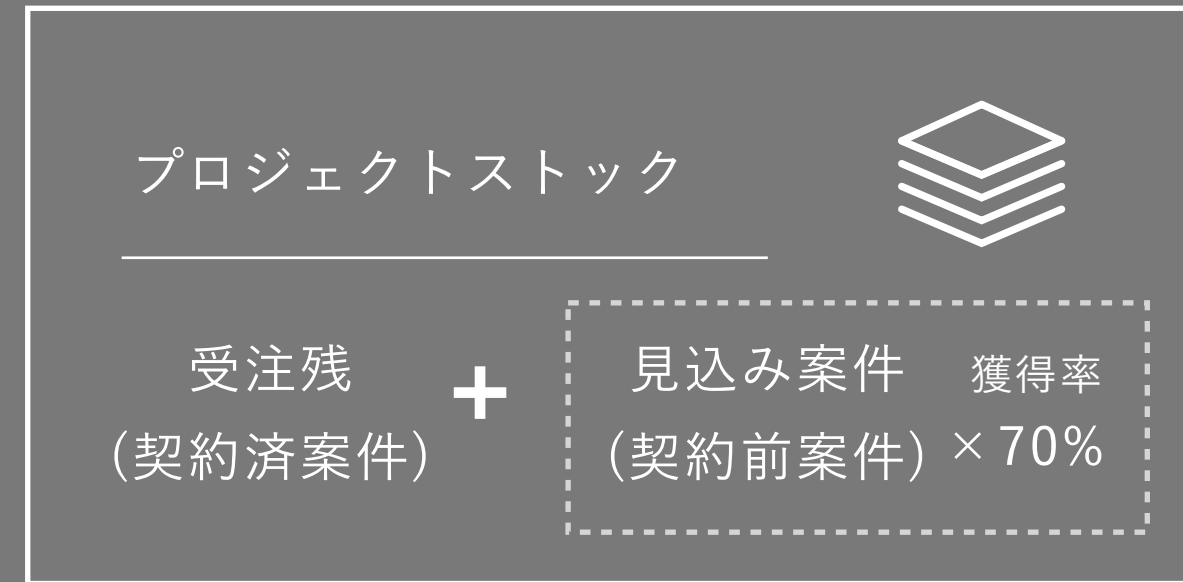 プロジェクトストック
受注残
(契約済案件)
+
見込み案件 獲得率
(契約前案件) ×70%